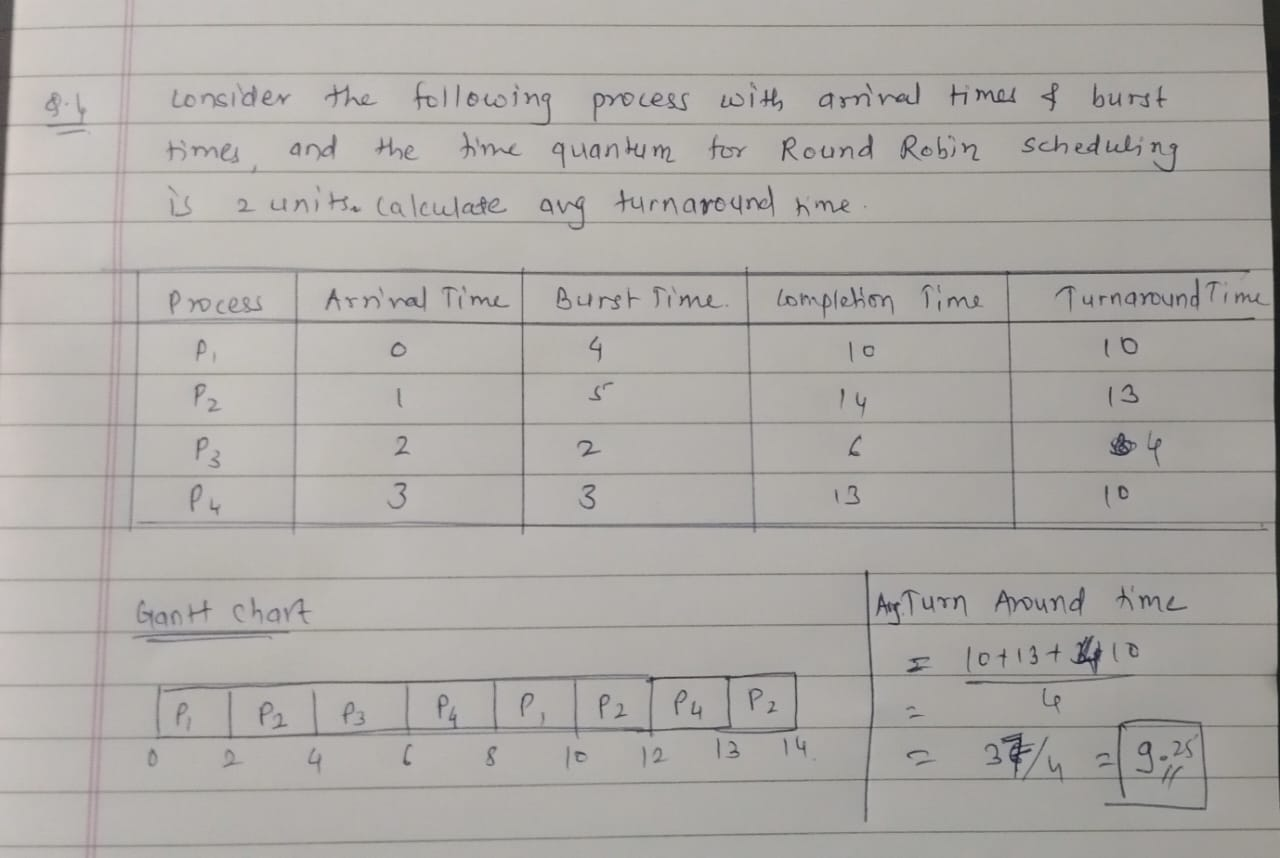 Q.6 Consider the following process with arrival times & burst
times, and the time quantum for Round Robin scheduling
is 2 units. Calculate avg turnaround time.
Process Arrival Time Burst Time. Completion Time Turnaround Time
P1 0 4 10 10
P2 1 5 14 13
P3 2 2 6 4
P4 3 3 13 10
Gantt Chart
P1 P2 P3 P4 P1 P2 P4 P2
0 2 4 6 8 10 12 13 14
Avg. Turn Around time
= 10+13+4+10
= 4
= 37/4 = 9.25